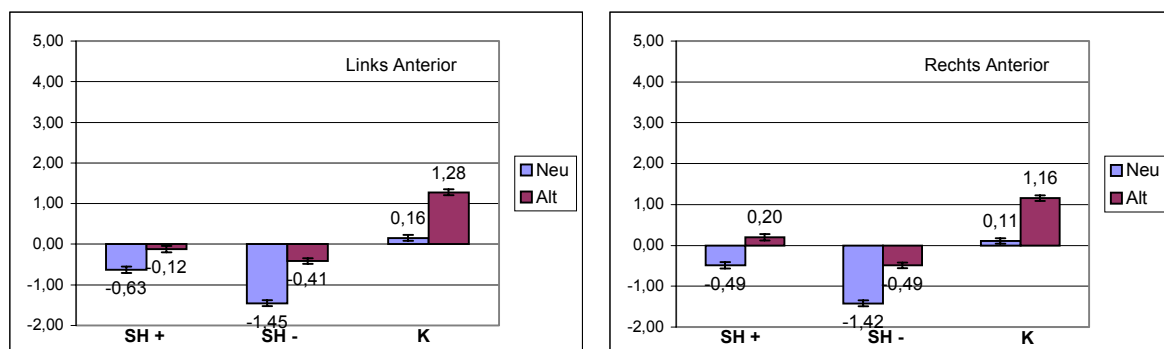 Links Anterior
5,00
4,00
3,00
2,00
1,00
0,00
-1,00
-2,00
-0,63
-0,12
-1,45
-0,41
0,16
1,28
SH +
SH -
K
Neu
Alt
Rechts Anterior
5,00
4,00
3,00
2,00
1,00
0,00
-1,00
-2,00
-0,49
0,20
-1,42
-0,49
0,11
1,16
SH +
SH -
K
Neu
Alt